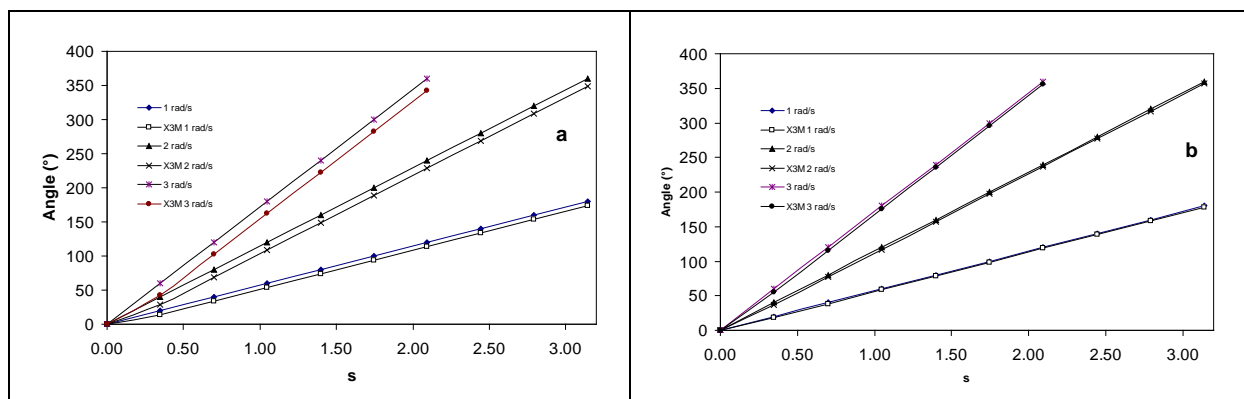 400
350
300
250
200
150
100
50
0
Angle (°)
1 rad/s
X3M 1 rad/s
2 rad/s
X3M 2 rad/s
3 rad/s
X3M 3 rad/s
a
0.00 0.50 1.00 1.50 2.00 2.50 3.00
s
400
350
300
250
200
150
100
50
0
Angle (°)
1 rad/s
X3M 1 rad/s
2 rad/s
X3M 2 rad/s
3 rad/s
X3M 3 rad/s
b
0.00 0.50 1.00 1.50 2.00 2.50 3.00
s